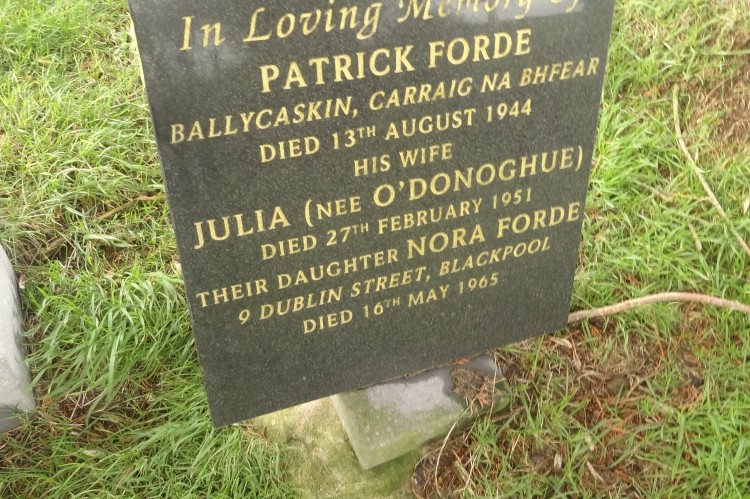 In Loving Memory of
PATRICK FORDE
BALLYCASKIN, CARRAIG NA BHFEAR
DIED 13TH AUGUST 1944
HIS WIFE
JULIA (NEE O'DONOGHUE)
DIED 27TH FEBRUARY 1951
THEIR DAUGHTER NORA FORDE
9 DUBLIN STREET, BLACKPOOL
DIED 16TH MAY 1965